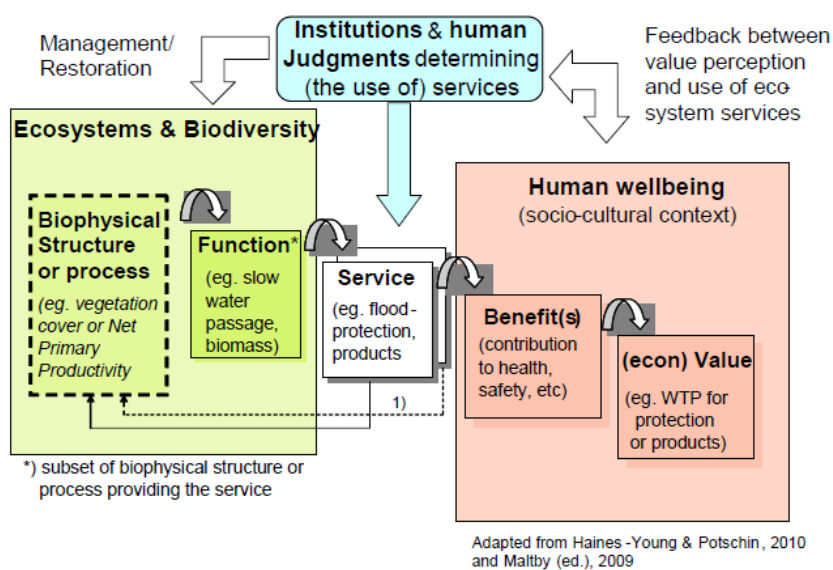 Management/
Restoration
Institutions & human
Judgments determining
(the use of) services
Feedback between
value perception
and use of eco-
system services
Ecosystems & Biodiversity
Biophysical
Structure
or process
(eg. vegetation
cover or Net
Primary
Productivity
Function*
(eg. slow
water
passage,
biomass)
Service
(eg. flood-
protection,
products
1)
Human wellbeing
(socio-cultural context)
Benefit(s)
(contribution
to health,
safety, etc)
(econ) Value
(eg. WTP for
protection
or products)
*) subset of biophysical structure or
process providing the service
Adapted from Haines -Young & Potschin, 2010
and Maltby (ed.), 2009